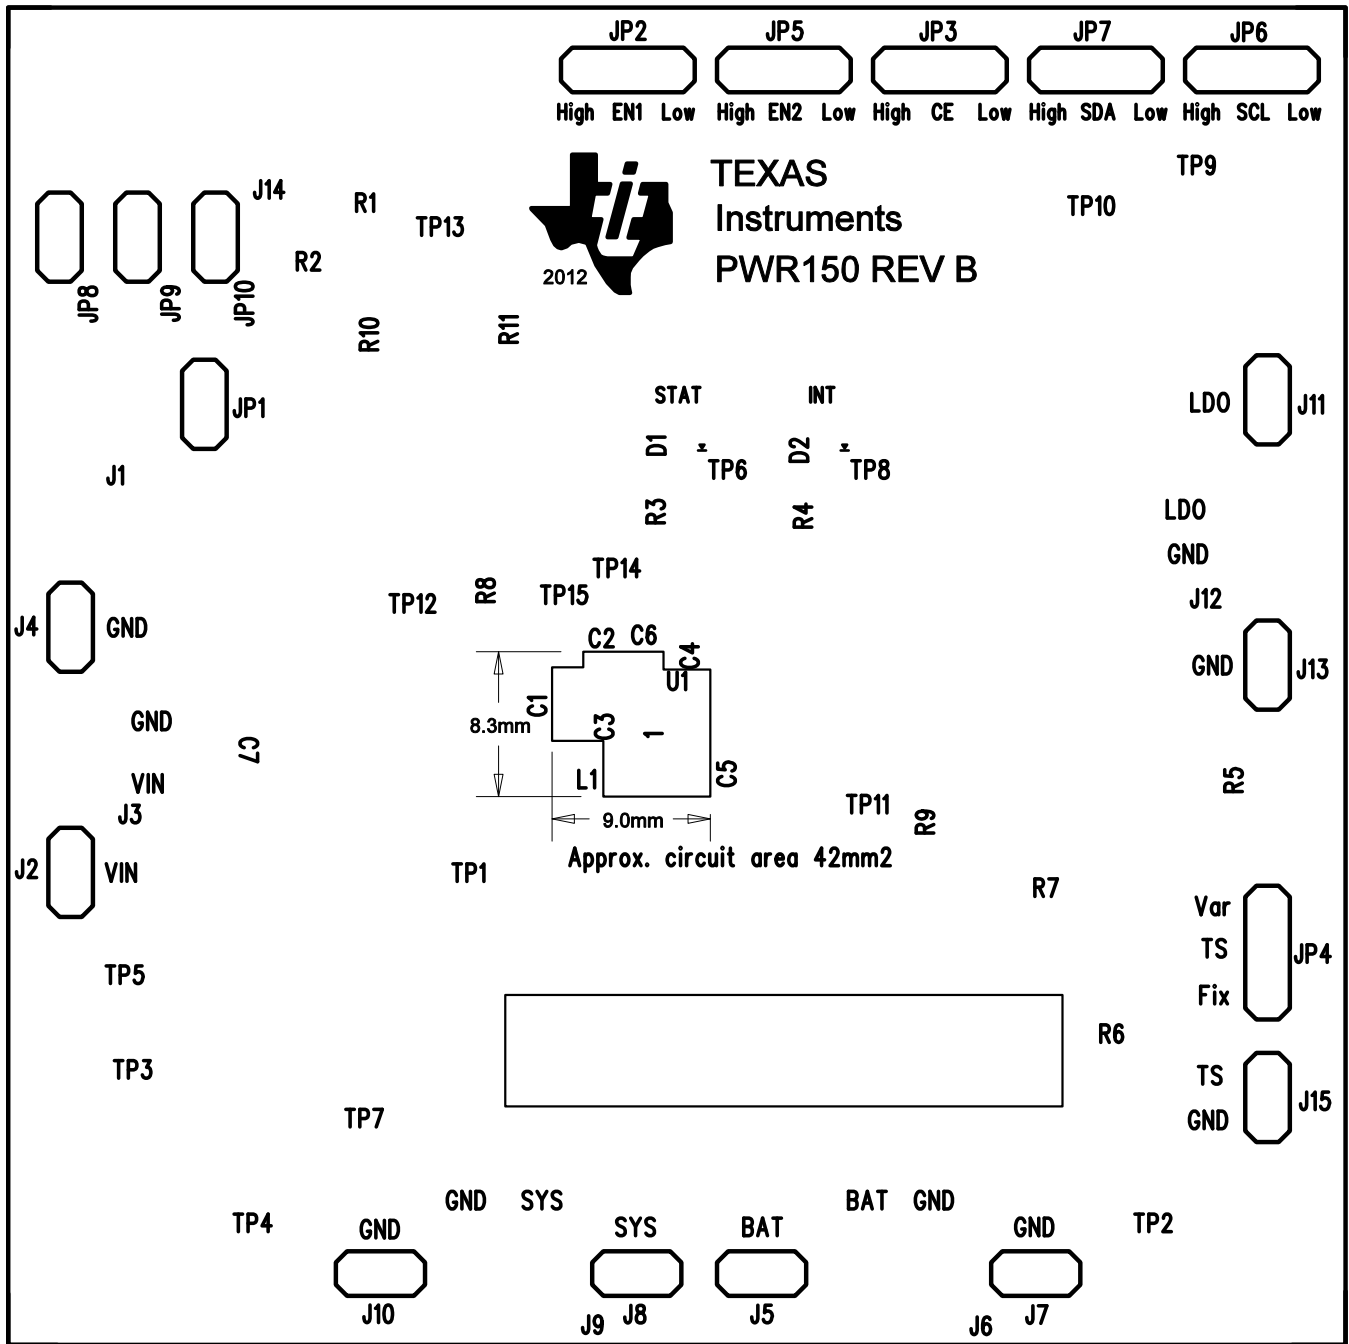 JP2 JP5 JP3 JP7 JP6
High EN1 Low High EN2 Low High CE Low High SDA Low High SCL Low
TP9
TEXAS
J14
R1
TP10
TP13
Instruments
R2
PWR150 REV B
2012
JP8 JP9 JP10
R10 R11
STAT INT
LDO J11
JP1
D1 D2
TP6 TP8
J1
R3 R4
LDO
GND
TP14
R8
TP15
TP12
J12
J4 GND
C2 C6
C4
GND J13
U1
C1
GND
8.3mm
C3 1
C7
VIN
L1 C5
R5
TP11
J3
9.0mm
R9
Approx. circuit area 42mm2
J2 VIN
TP1
R7
Var
TS JP4
Fix
TP5
R6
TP3
TS
J15
GND
TP7
GND SYS BAT GND
TP4 GND SYS BAT GND TP2
J10 J9 J8 J5 J6 J7